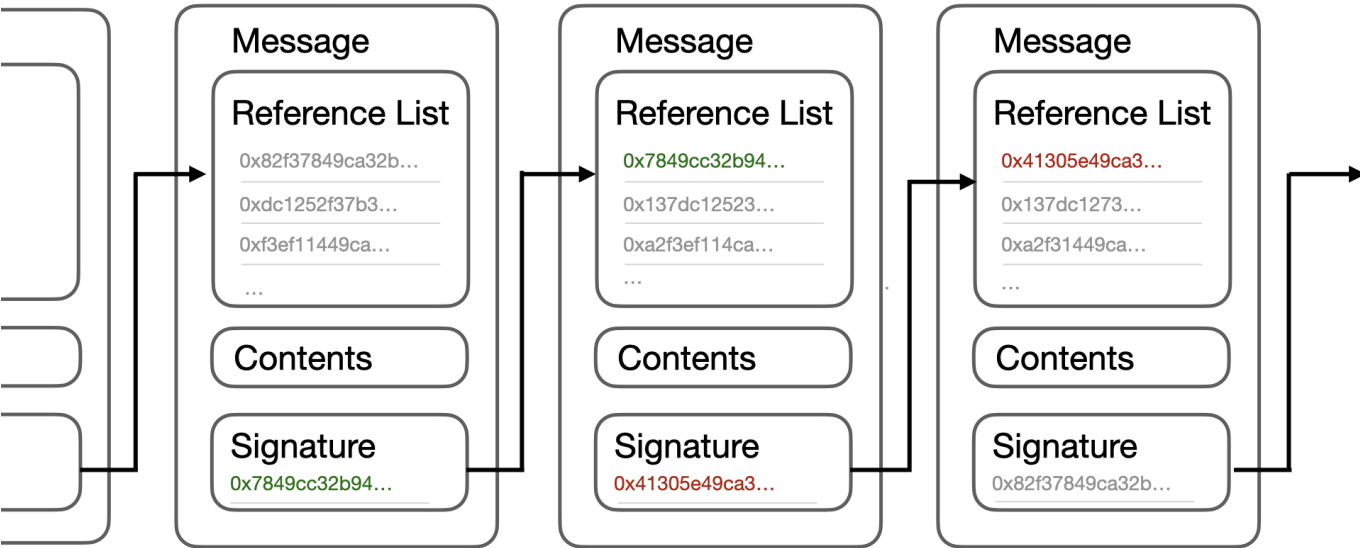 Message
Reference List
0x82f37849ca32b...
0xdc1252f37b3...
0xf3ef11449ca...
...
Contents
Signature
0x7849cc32b94...
Message
Reference List
0x7849cc32b94...
0x137dc12523...
0xa2f3ef114ca...
...
Contents
Signature
0x41305e49ca3...
Message
Reference List
0x41305e49ca3...
0x137dc1273...
0xa2f31449ca...
...
Contents
Signature
0x82f37849ca32b...